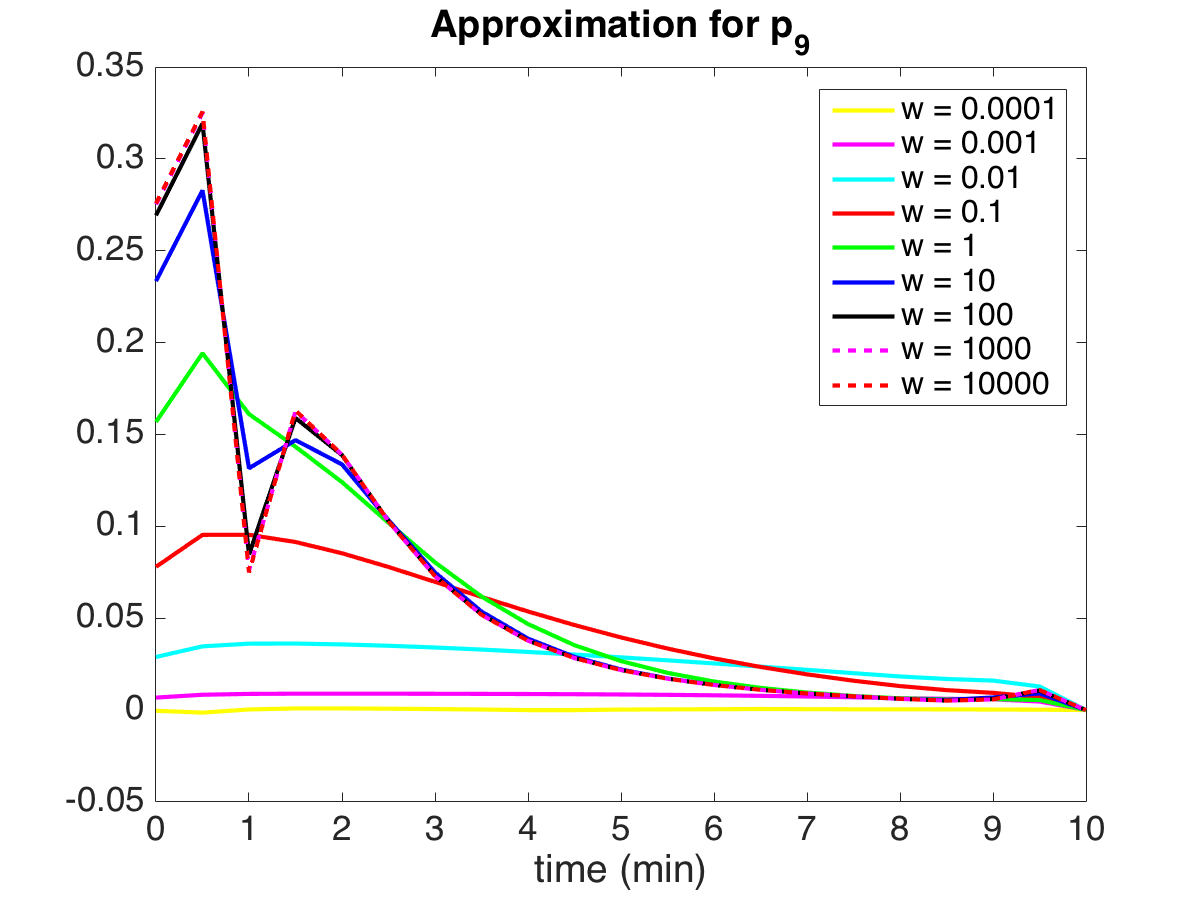 Approximation for p9
0.35
0.3
0.25
0.2
0.15
0.1
0.05
0
-0.05
w = 0.0001
w = 0.001
w = 0.01
w = 0.1
w = 1
w = 10
w = 100
w = 1000
w = 10000
0 1 2 3 4 5 6 7 8 9 10
time (min)